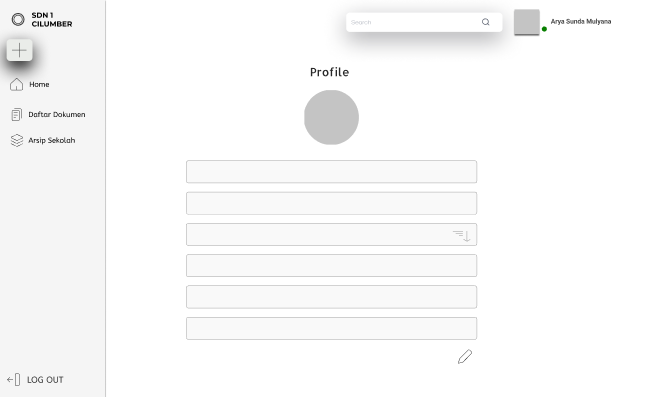 SDN 1
CILUMBER
Search
Arya Sunda Mulyana
Home
Daftar Dokumen
Arsip Sekolah
Profile
LOG OUT